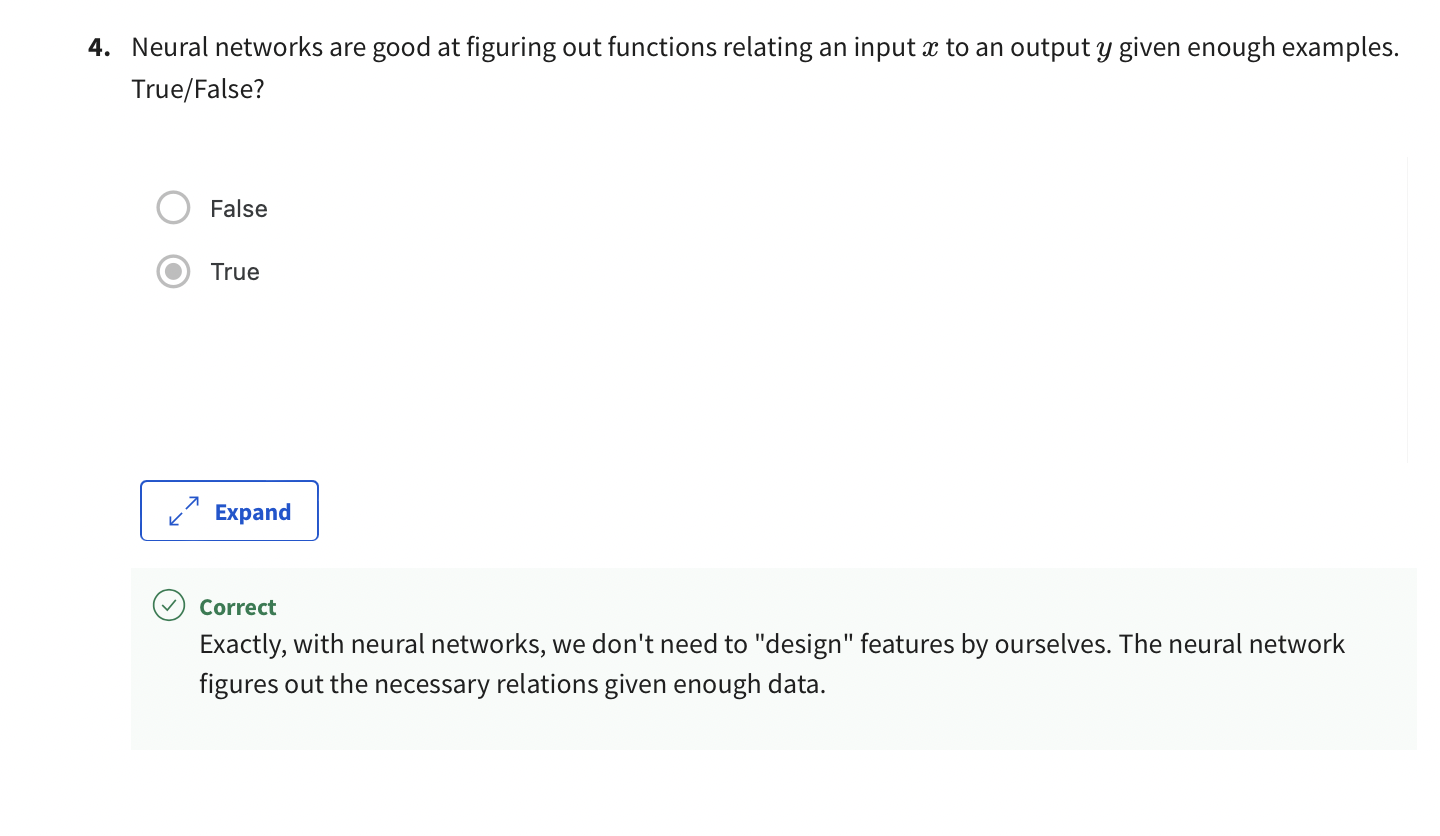 4. Neural networks are good at figuring out functions relating an input x to an output y given enough examples.
True/False?
False
True
Expand
Correct
Exactly, with neural networks, we don't need to "design" features by ourselves. The neural network
figures out the necessary relations given enough data.